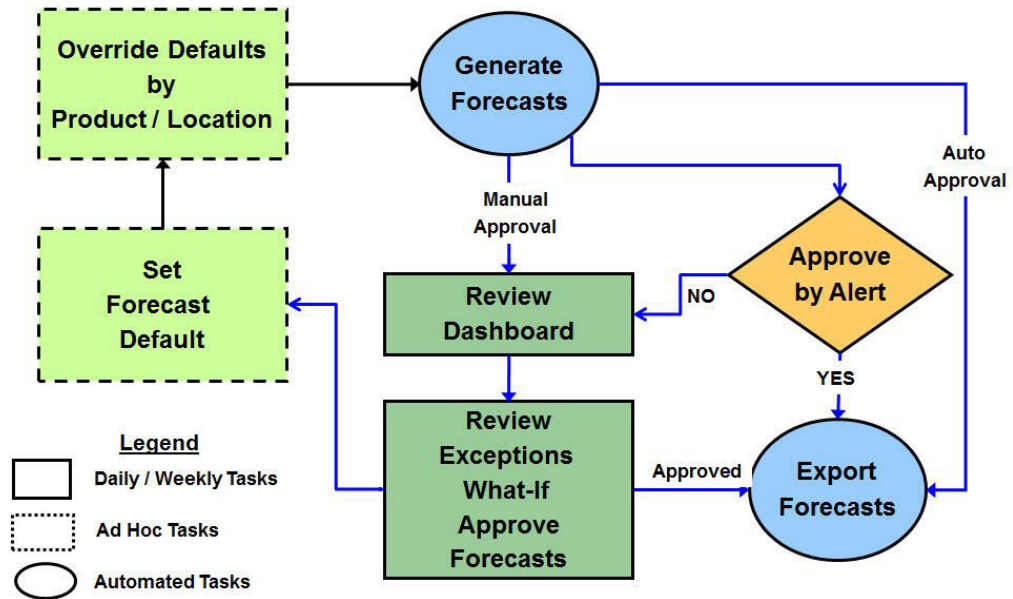 Override Defaults
by
Product / Location
Generate
Forecasts
Auto
Approval
Manual
Approval
Approve
by Alert
Set
Forecast
Default
Review
Dashboard
NO
YES
Review
Exceptions
What-If
Approve
Forecasts
Approved
Export
Forecasts
Legend
Daily / Weekly Tasks
Ad Hoc Tasks
Automated Tasks